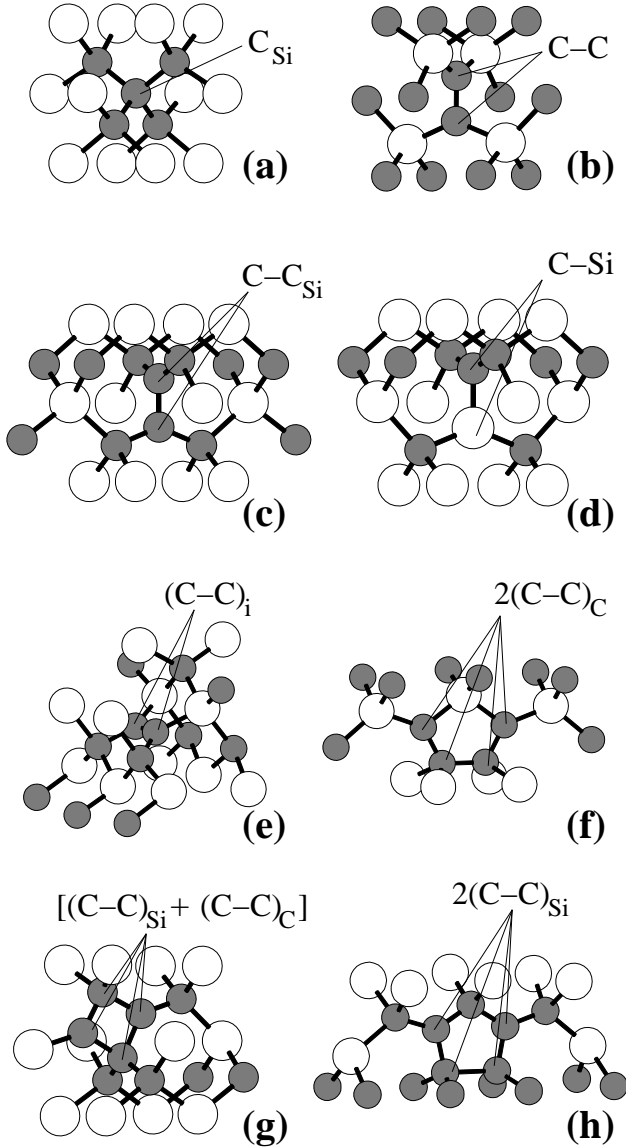 C_Si
(a)
C–C
(b)
C–C_Si
(c)
C–Si
(d)
(C–C)_i
(e)
2(C–C)_C
(f)
[(C–C)_Si + (C–C)_C]
(g)
2(C–C)_Si
(h)